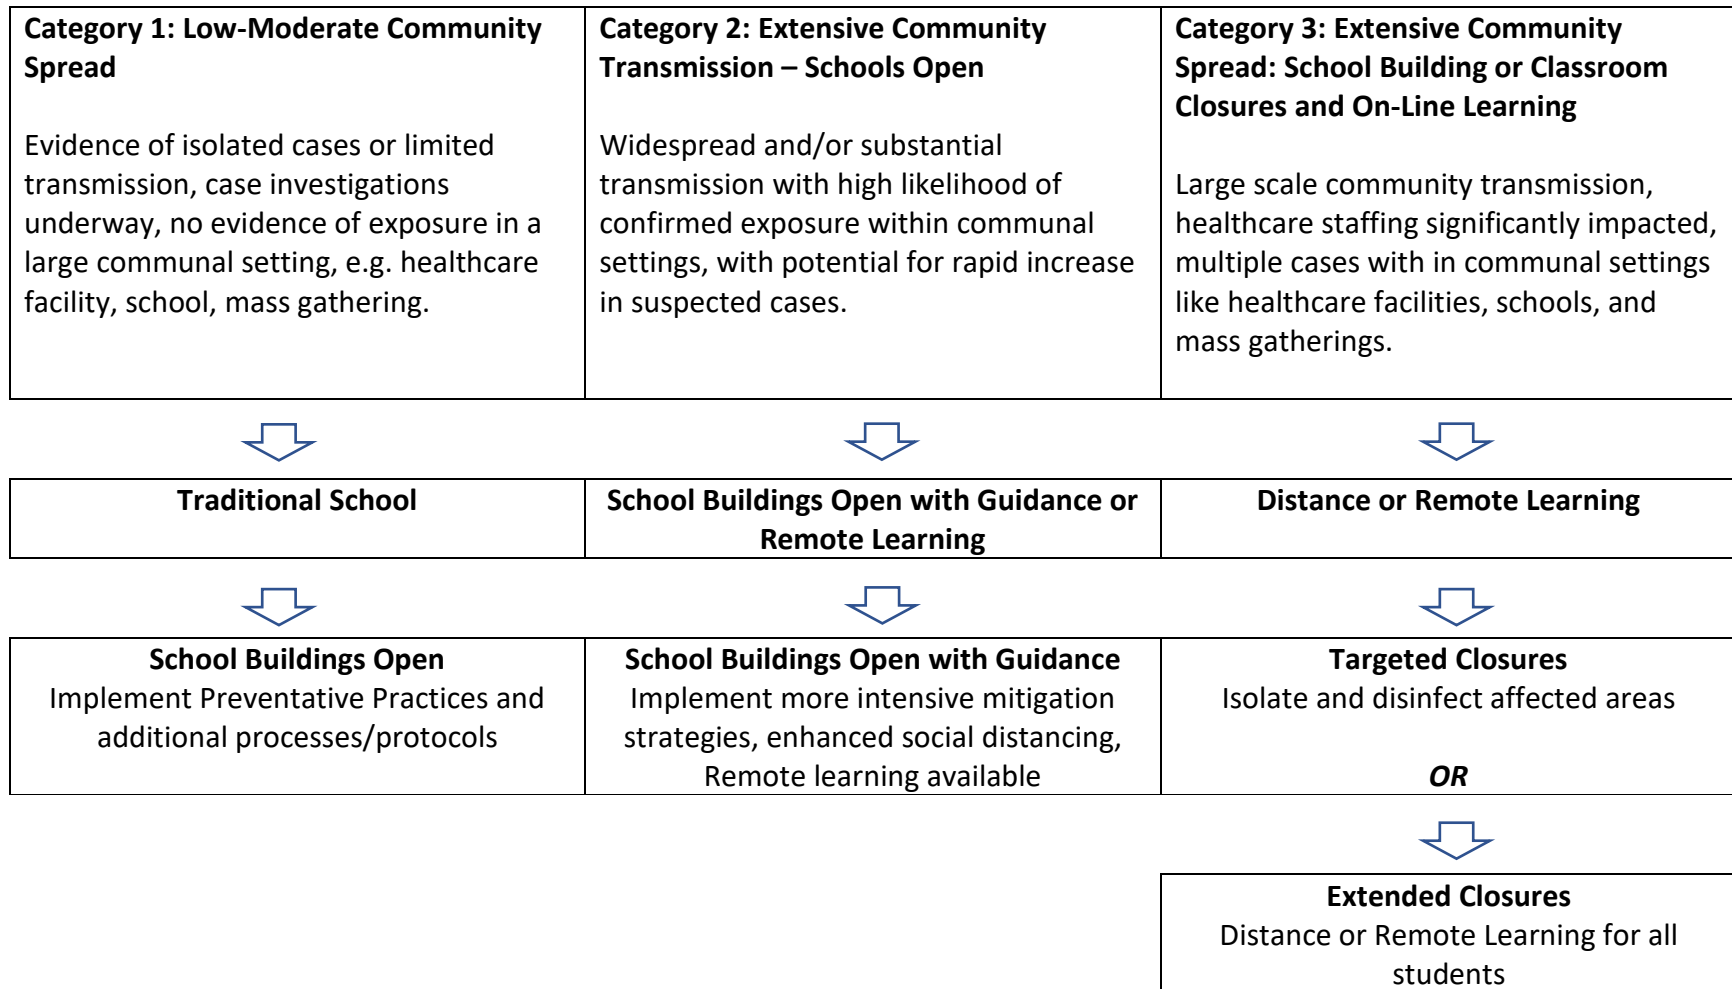 Category 1: Low-Moderate Community
Spread
Evidence of isolated cases or limited
transmission, case investigations
underway, no evidence of exposure in a
large communal setting, e.g. healthcare
facility, school, mass gathering.
Category 2: Extensive Community
Transmission – Schools Open
Widespread and/or substantial
transmission with high likelihood of
confirmed exposure within communal
settings, with potential for rapid increase
in suspected cases.
Category 3: Extensive Community
Spread: School Building or Classroom
Closures and On-Line Learning
Large scale community transmission,
healthcare staffing significantly impacted,
multiple cases with in communal settings
like healthcare facilities, schools, and
mass gatherings.
Traditional School
School Buildings Open with Guidance or
Remote Learning
Distance or Remote Learning
School Buildings Open
Implement Preventative Practices and
additional processes/protocols
School Buildings Open with Guidance
Implement more intensive mitigation
strategies, enhanced social distancing,
Remote learning available
Targeted Closures
Isolate and disinfect affected areas
OR
Extended Closures
Distance or Remote Learning for all
students